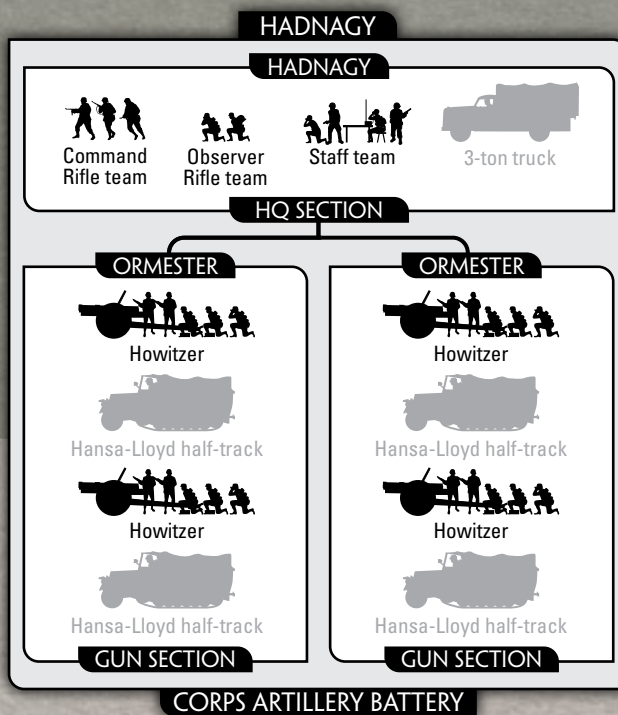 HADNAGY
HADNAGY
Command
Rifle team
Observer
Rifle team
Staff team
3-ton truck
HQ SECTION
ORMESTER
Howitzer
Hansa-Lloyd half-track
Howitzer
Hansa-Lloyd half-track
GUN SECTION
ORMESTER
Howitzer
Hansa-Lloyd half-track
Howitzer
Hansa-Lloyd half-track
GUN SECTION
CORPS ARTILLERY BATTERY